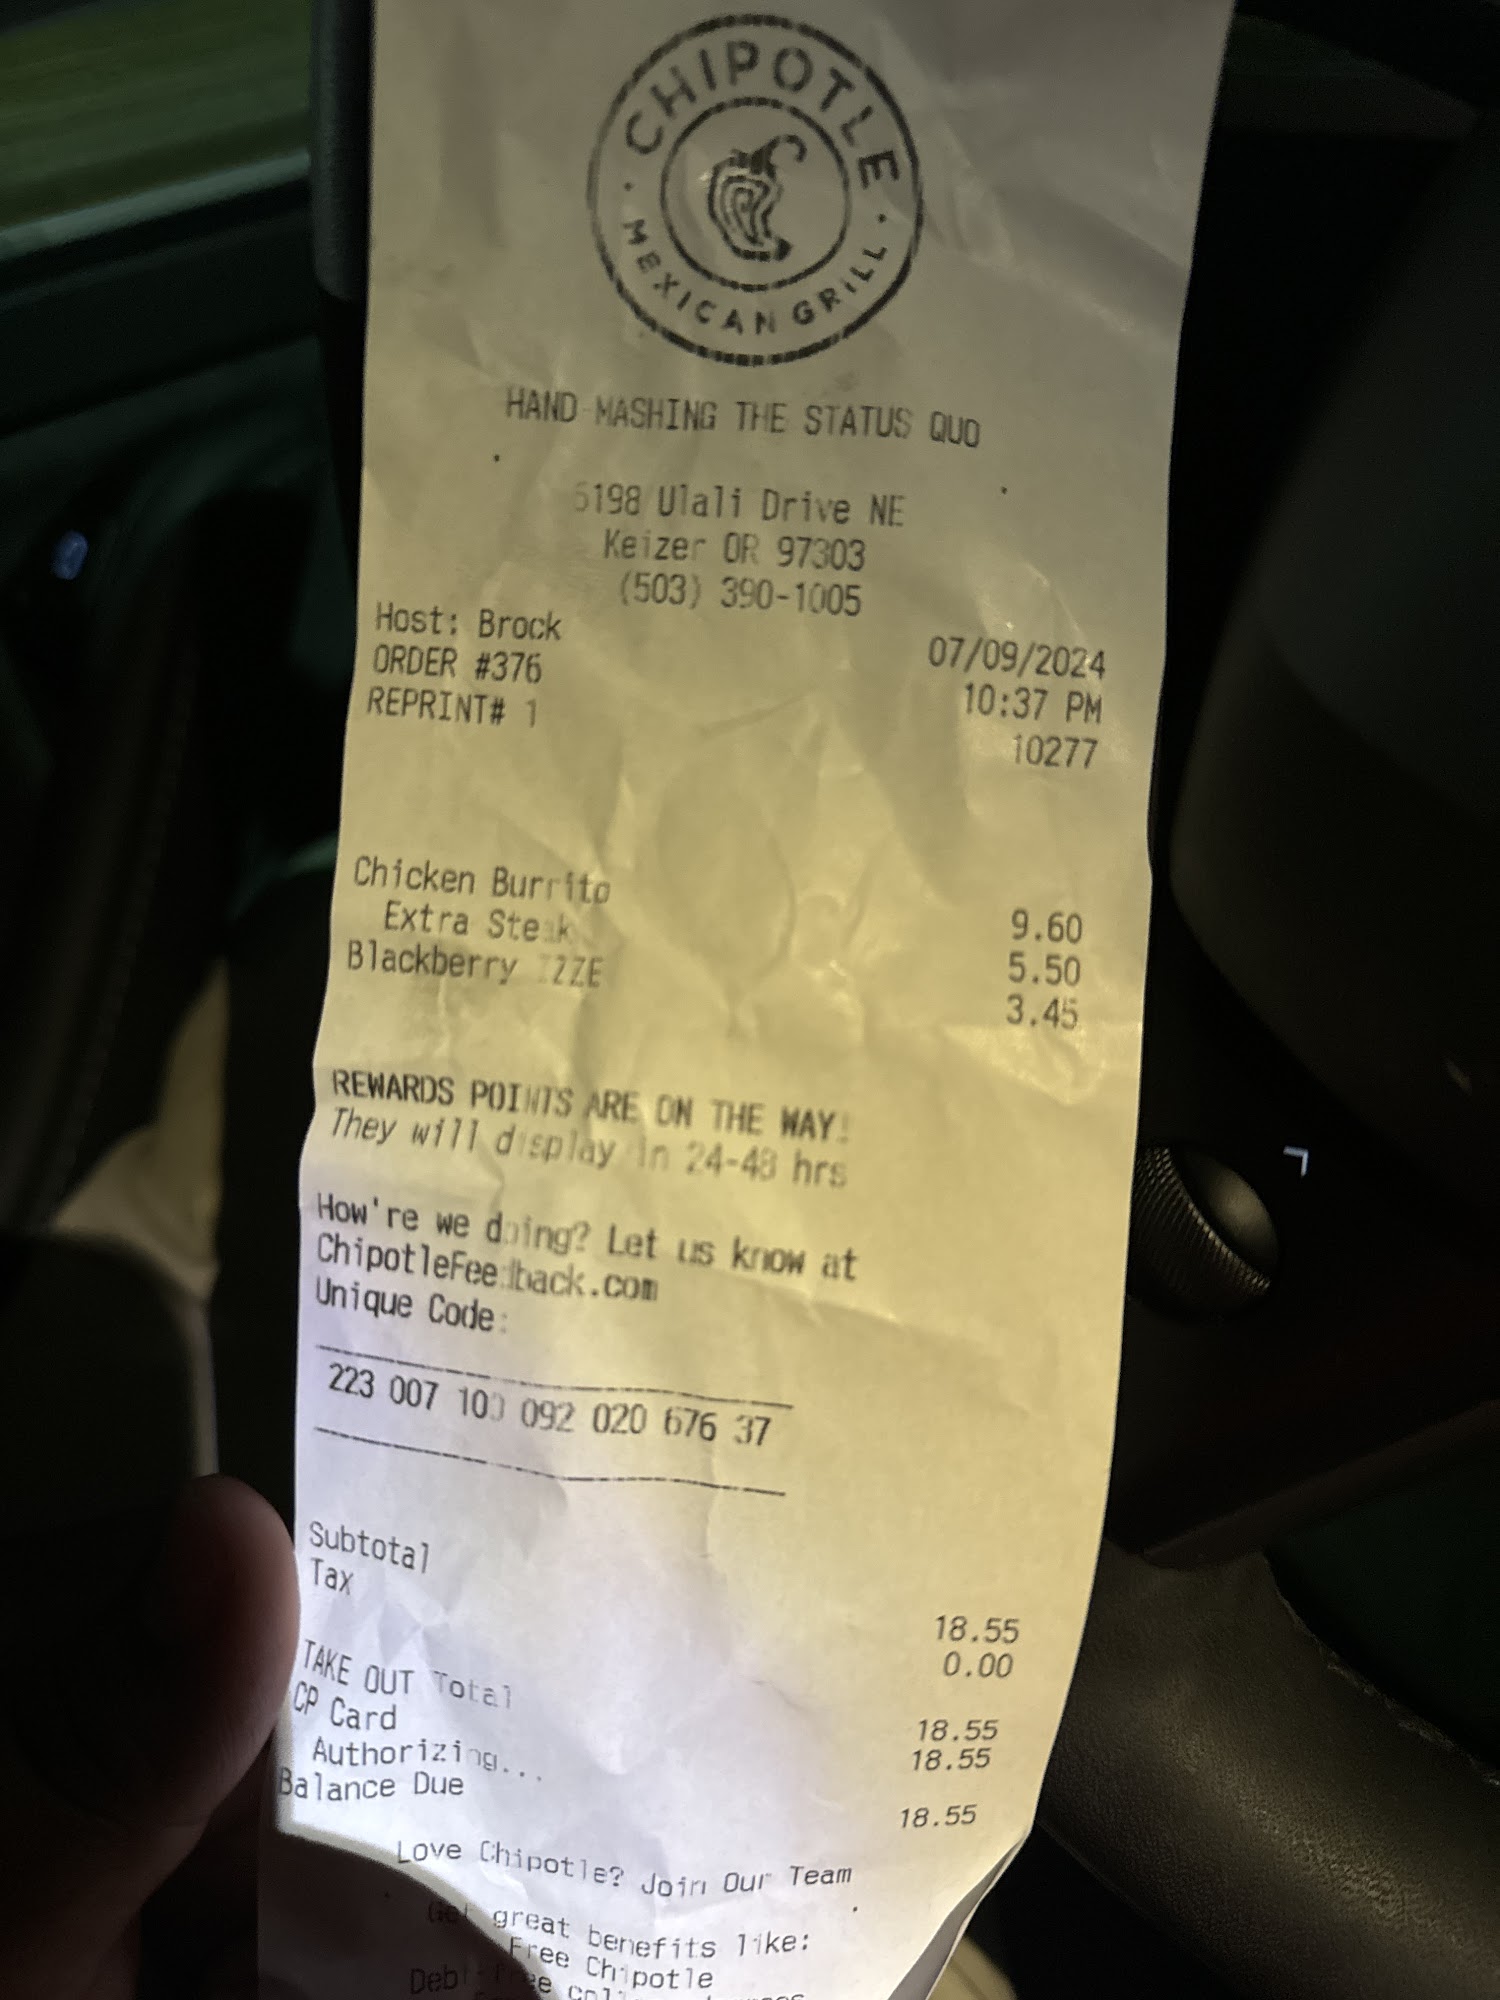 CHIPOTLE
MEXICAN GRILL
HAND-MASHING THE STATUS QUO
Ulali Drive NE
Keizer OR 97303
(503) 390-1005
Host: Brock
07/09/2024
ORDER #376
10:37 PM
REPRINT# 1
10277
Chicken Burrito 9.60
Extra Steak 5.50
Blackberry IZZE 3.45
REWARDS POINTS ARE ON THE WAY!
They will display in 24-48 hrs
How're we doing? Let us know at
ChipotleFeedback.com
Unique Code:
223 007 100 092 020 676 37
Subtotal 18.55
Tax 0.00
TAKE OUT Total 18.55
CP Card 18.55
Authorizing...
Balance Due 18.55
Love Chipotle? Join Our Team
Get great benefits like:
Free Chipotle